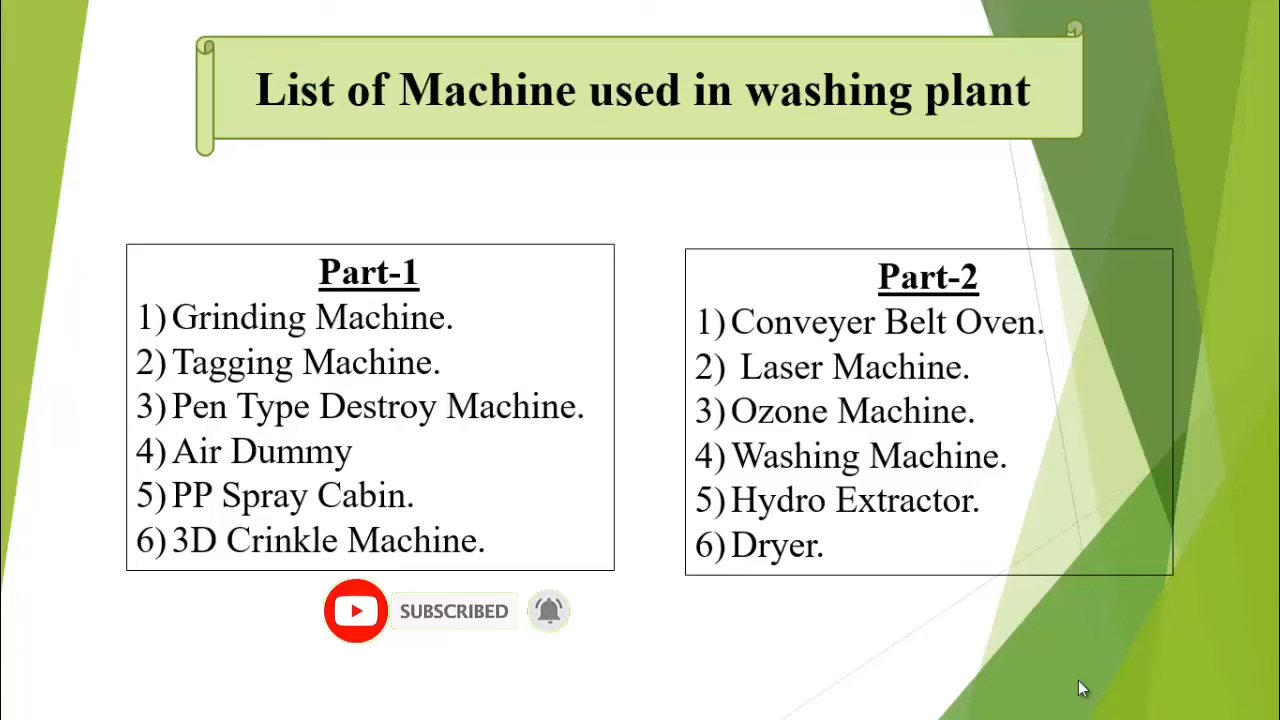 List of Machine used in washing plant
Part-1
1) Grinding Machine.
2) Tagging Machine.
3) Pen Type Destroy Machine.
4) Air Dummy
5) PP Spray Cabin.
6) 3D Crinkle Machine.
Part-2
1) Conveyer Belt Oven.
2) Laser Machine.
3) Ozone Machine.
4) Washing Machine.
5) Hydro Extractor.
6) Dryer.
SUBSCRIBED